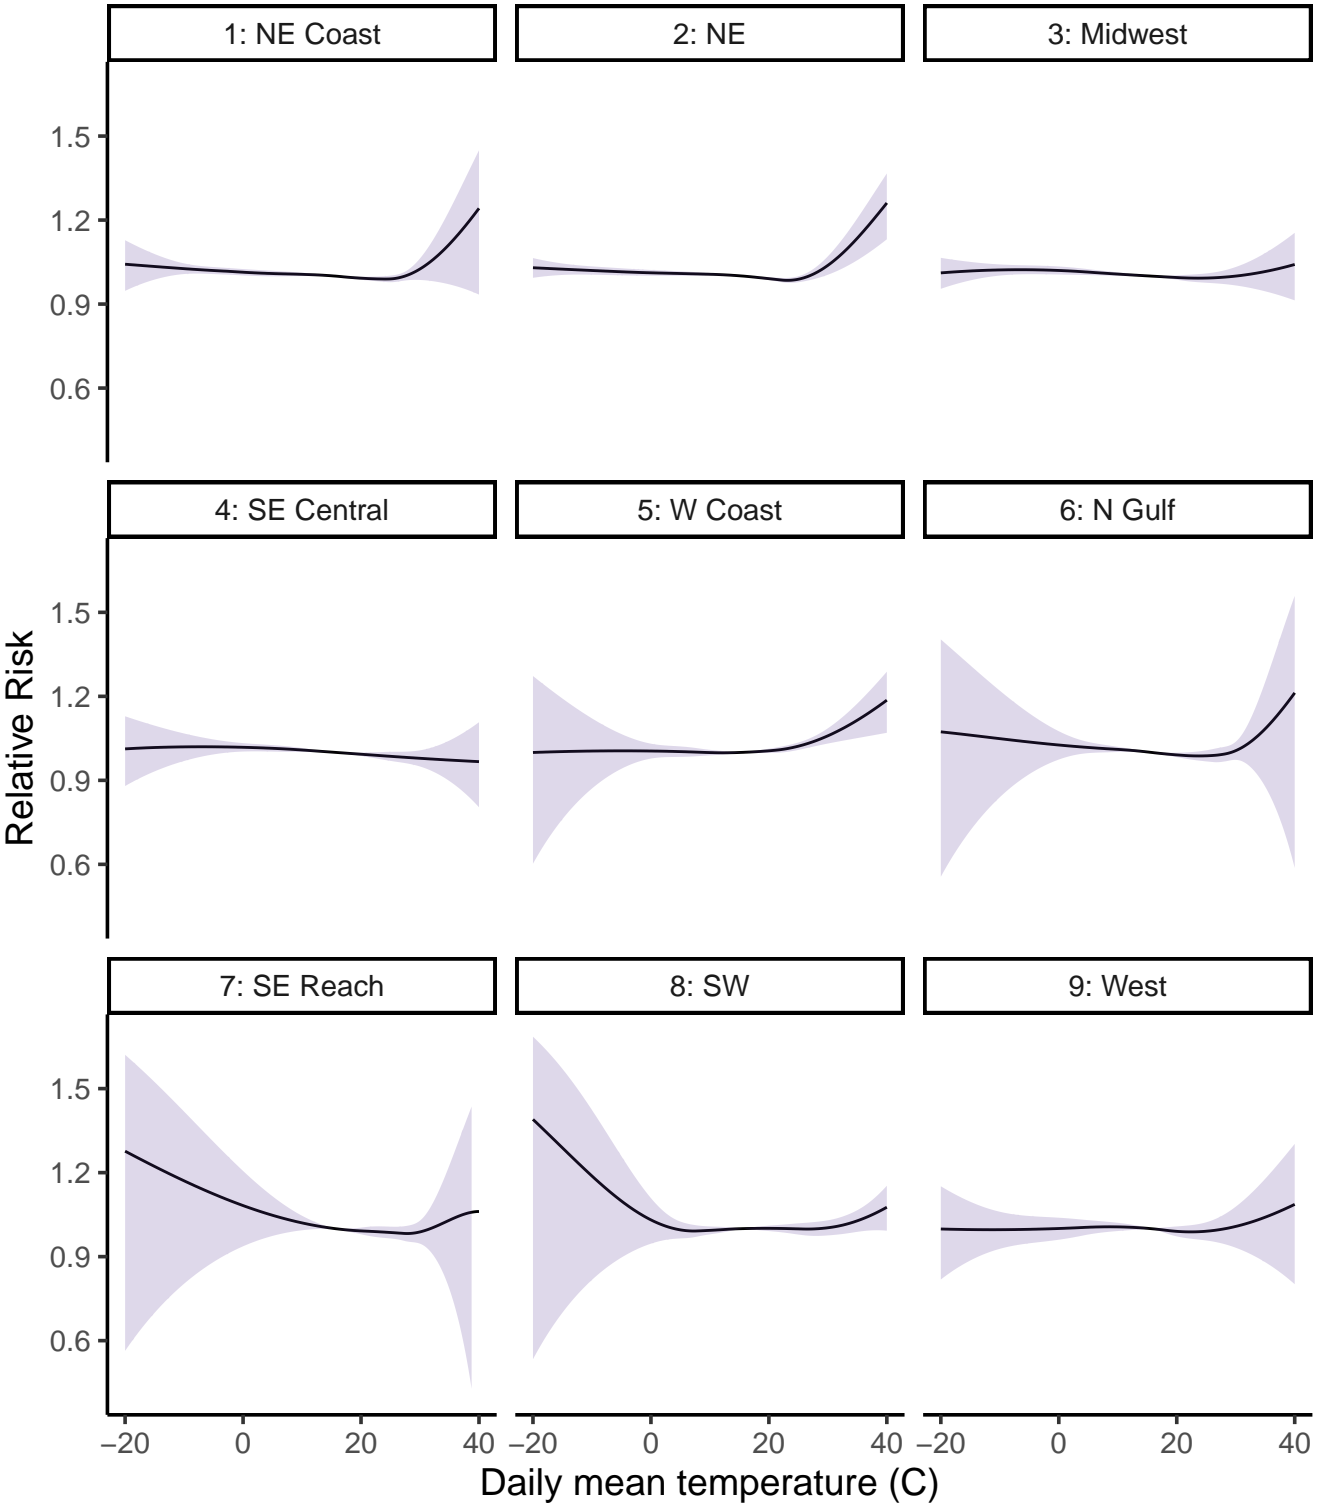 1: NE Coast
2: NE
3: Midwest
1.5
1.2
0.9
0.6
4: SE Central
5: W Coast
6: N Gulf
1.5
1.2
0.9
0.6
Relative Risk
7: SE Reach
8: SW
9: West
1.5
1.2
0.9
0.6
−20 0 20 40 −20 0 20 40 −20 0 20 40
Daily mean temperature (C)